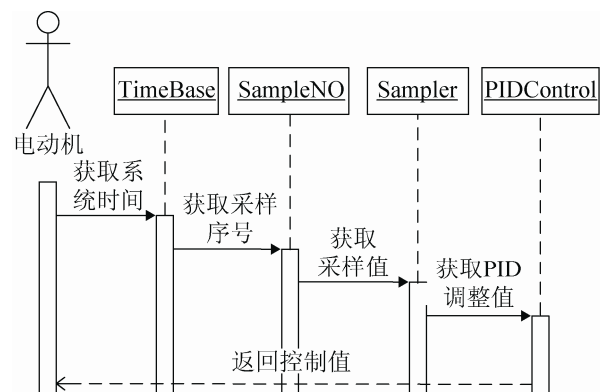 TimeBase
SampleNO
Sampler
PIDControl
电动机
获取系
统时间
获取采样
序号
获取
采样值
获取PID
调整值
返回控制值